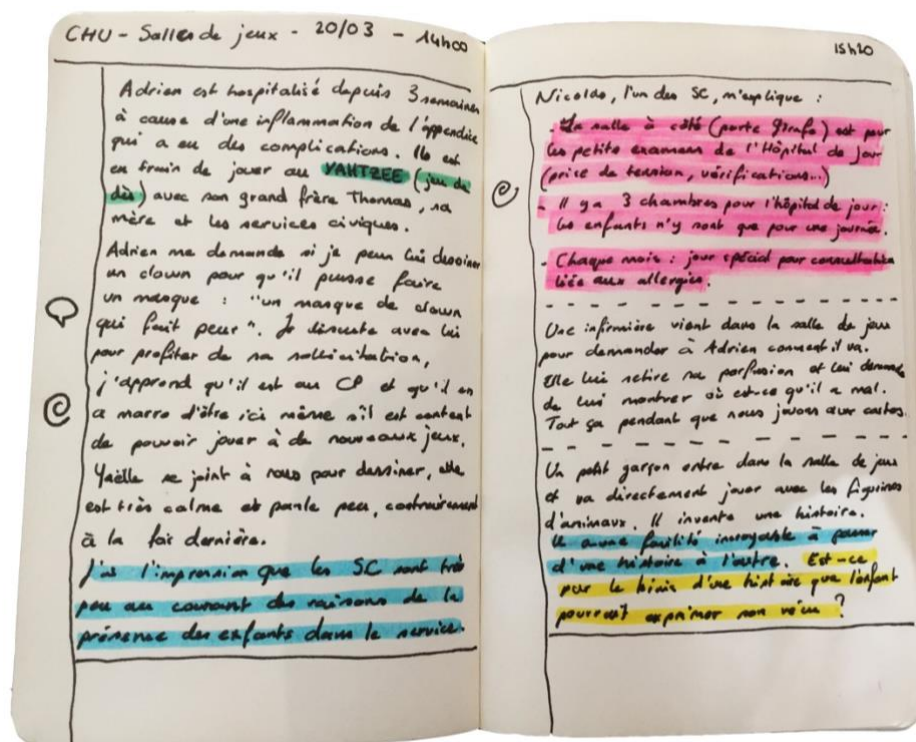 CHU - Salle de jeux - 20/03 - 14h00
Adrien est hospitalisé depuis 3 semaines
à cause d'une inflammation de l'appendice
qui a eu des complications. Ils est
en train de jouer au YAHTZEE (jeu de
dès) avec son grand frère Thomas, sa
mère et les services civiques.
Adrien me demande si je peux lui dessiner
un clown pour qu'il puisse faire
un masque : "un masque de clown
qui fait peur". Je discute avec lui
pour profiter de sa sollicitation,
j'apprend qu'il est au CP et qu'il en
a marre d'être ici même s'il est content
de pouvoir jouer à de nouveaux jeux.
Yaëlle se joint à nous pour dessiner, elle
est très calme et parle peu, contrairement
à la fois dernière.
J'ai l'impression que les SC sont très
peu au courant des raisons de la
présence des enfants dans le service.
15h20
Nicolas, l'un des SC, m'explique :
- La salle à côté (porte Girafe) est pour
les petits examens de l'Hôpital de jour
(prise de tension, vérifications...)
- Il y a 3 chambres pour l'hôpital de jour :
les enfants n'y sont que pour une journée.
- Chaque mois : jour spécial pour consultation
liée aux allergies.
Une infirmière vient dans la salle de jeux
pour demander à Adrien comment il va.
Elle lui retire sa perfusion et lui demande
de lui montrer où est-ce qu'il a mal.
Tout ça pendant que nous jouons aux cartes.
Un petit garçon entre dans la salle de jeux
et va directement jouer avec les figurines
d'animaux. Il invente une histoire.
Il a une facilité incroyable à passer
d'une histoire à l'autre. Est-ce
par le biais d'une histoire que l'enfant
pourrait exprimer son vécu ?